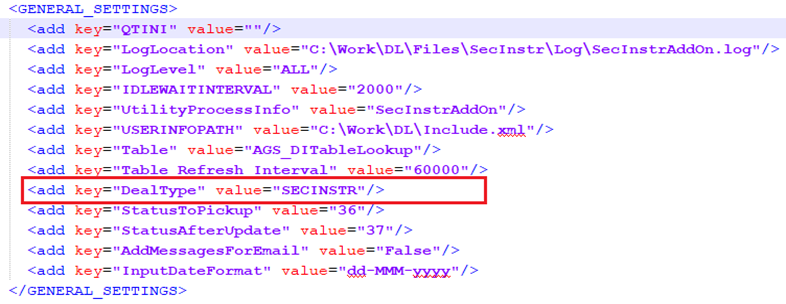 <GENERAL_SETTINGS>
<add key="QTINI" value=""/>
<add key="LogLocation" value="C:\Work\DL\Files\SecInstr\Log\SecInstrAddOn.log"/>
<add key="LogLevel" value="ALL"/>
<add key="IDLEWAITINTERVAL" value="2000"/>
<add key="UtilityProcessInfo" value="SecInstrAddOn"/>
<add key="USERINFOPATH" value="C:\Work\DL\Include.xml"/>
<add key="Table" value="AGS_DITableLookup"/>
<add key="Table Refresh Interval" value="60000"/>
<add key="DealType" value="SECINSTR"/>
<add key="StatusToPickup" value="36"/>
<add key="StatusAfterUpdate" value="37"/>
<add key="AddMessagesForEmail" value="False"/>
<add key="InputDateFormat" value="dd-MMM-yyyy"/>
</GENERAL_SETTINGS>